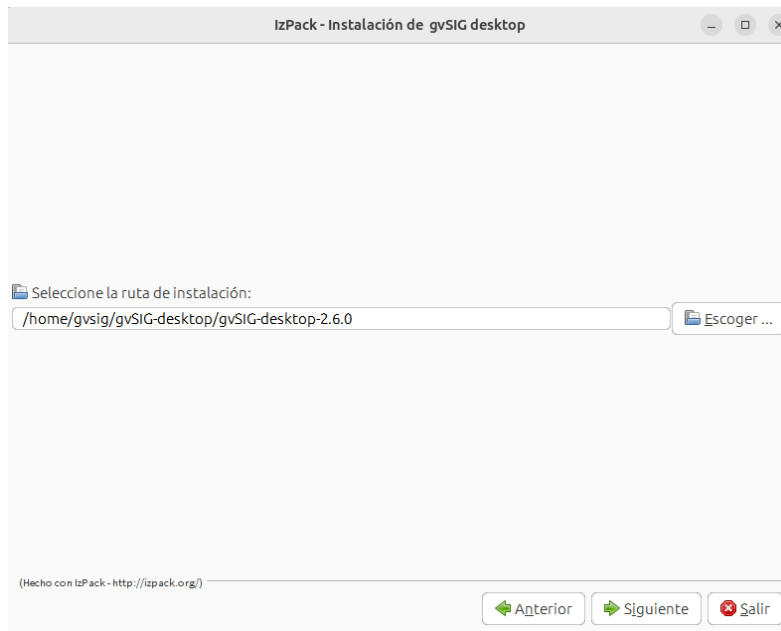 IzPack - Instalación de gvSIG desktop
Seleccione la ruta de instalación:
/home/gvsig/gvSIG-desktop/gvSIG-desktop-2.6.0
Escoger ...
(Hecho con IzPack - http://izpack.org/)
Anterior
Siguiente
Salir